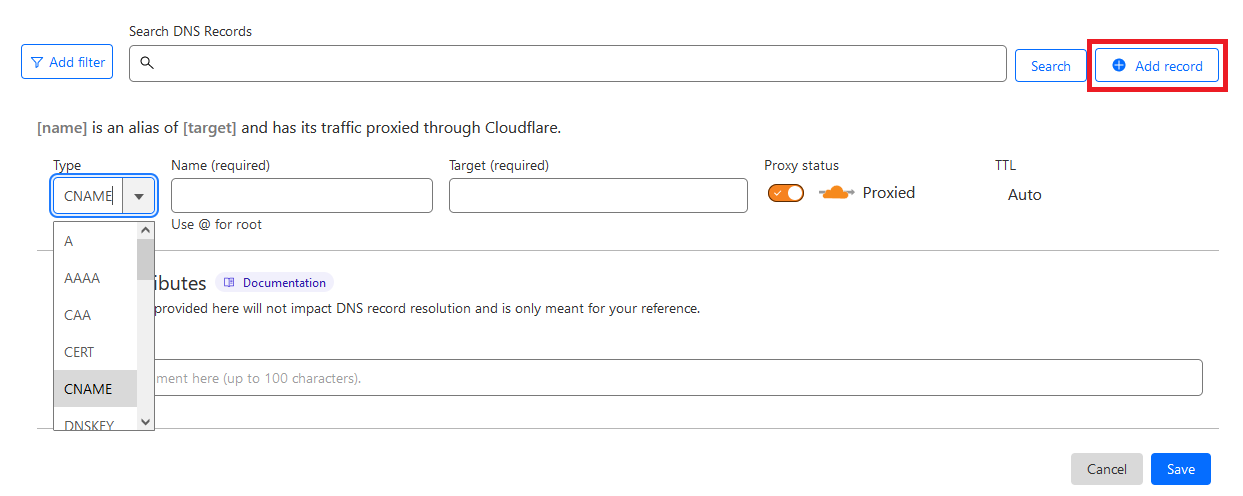 Search DNS Records
Add filter
Search
Add record
[name] is an alias of [target] and has its traffic proxied through Cloudflare.
Type
Name (required)
Target (required)
Proxy status
TTL
CNAME
Proxied
Auto
Use @ for root
A
AAAA
CAA
CERT
CNAME
DNSKEY
ibutes
Documentation
provided here will not impact DNS record resolution and is only meant for your reference.
ment here (up to 100 characters).
Cancel
Save